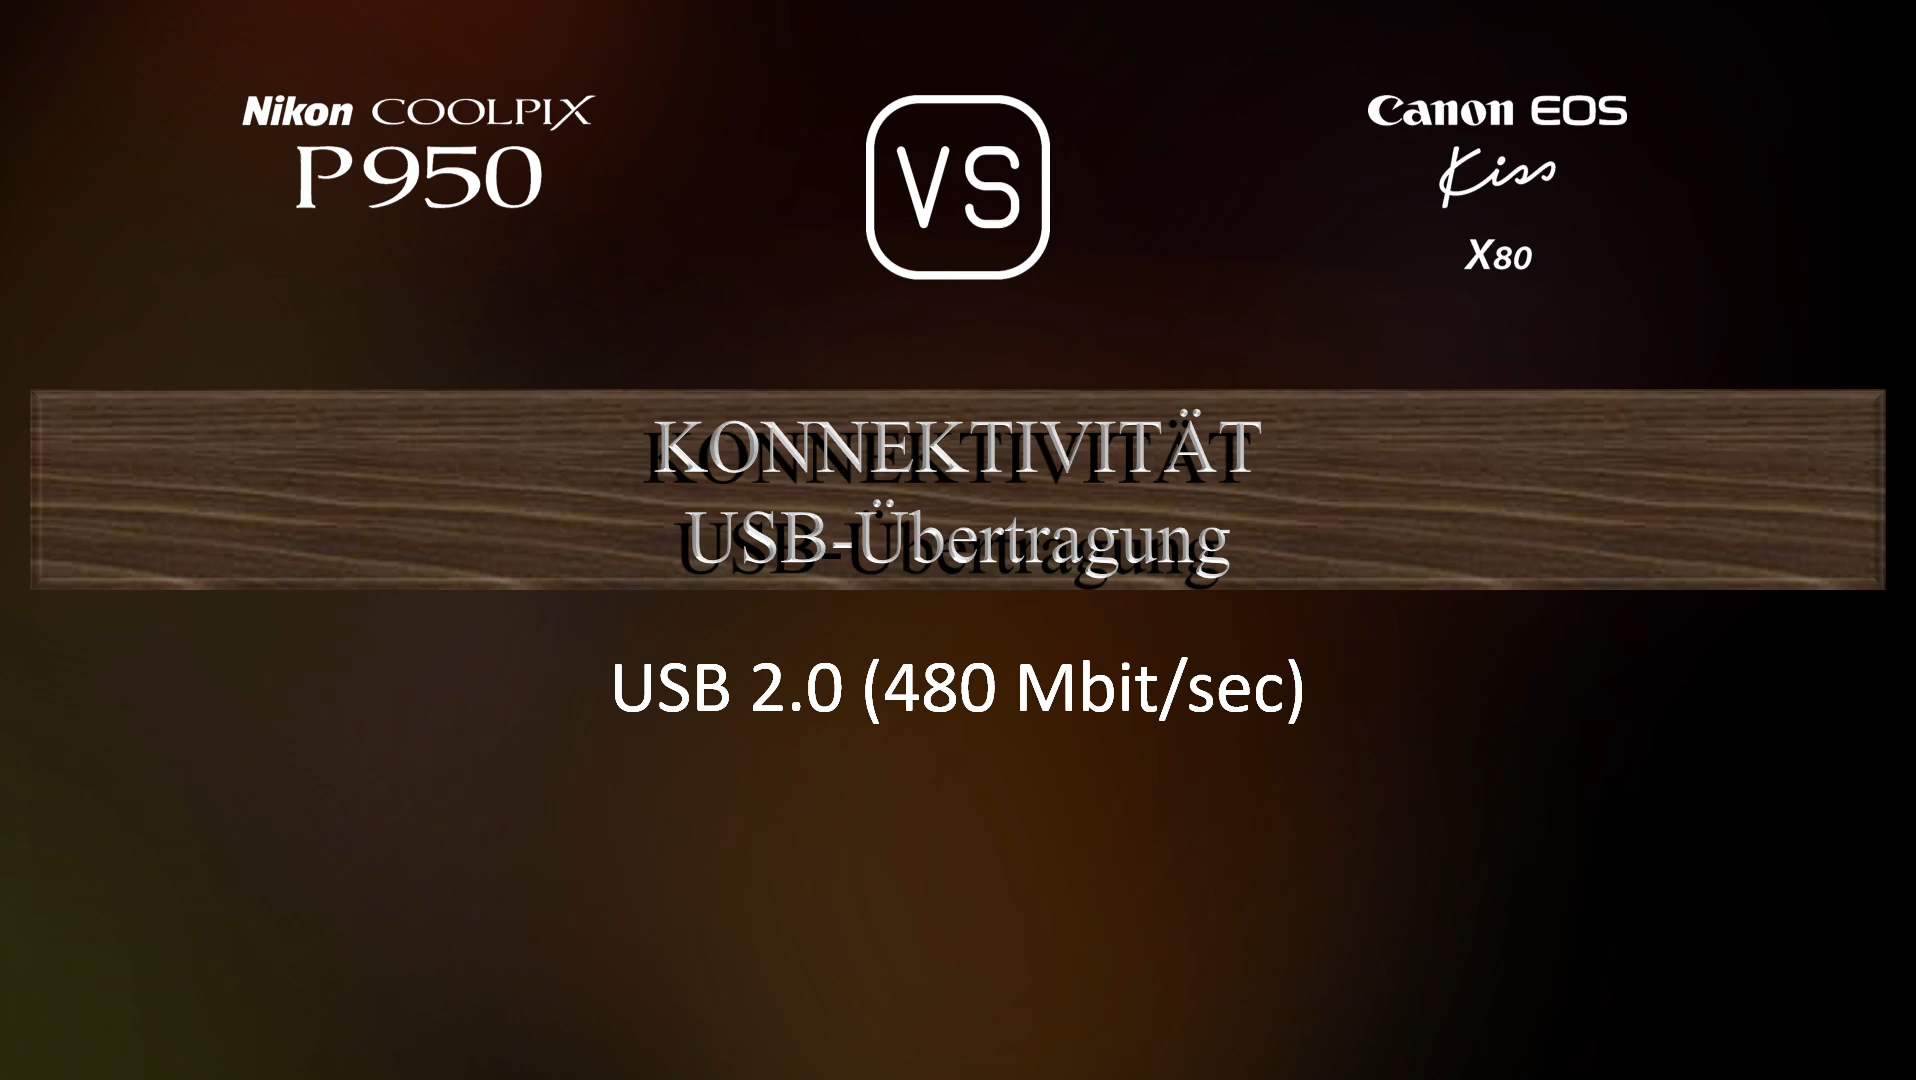 Nikon COOLPIX
P950
VS
Canon EOS
Kiss
X80
KONNEKTIVITÄT
USB-Übertragung
USB 2.0 (480 Mbit/sec)